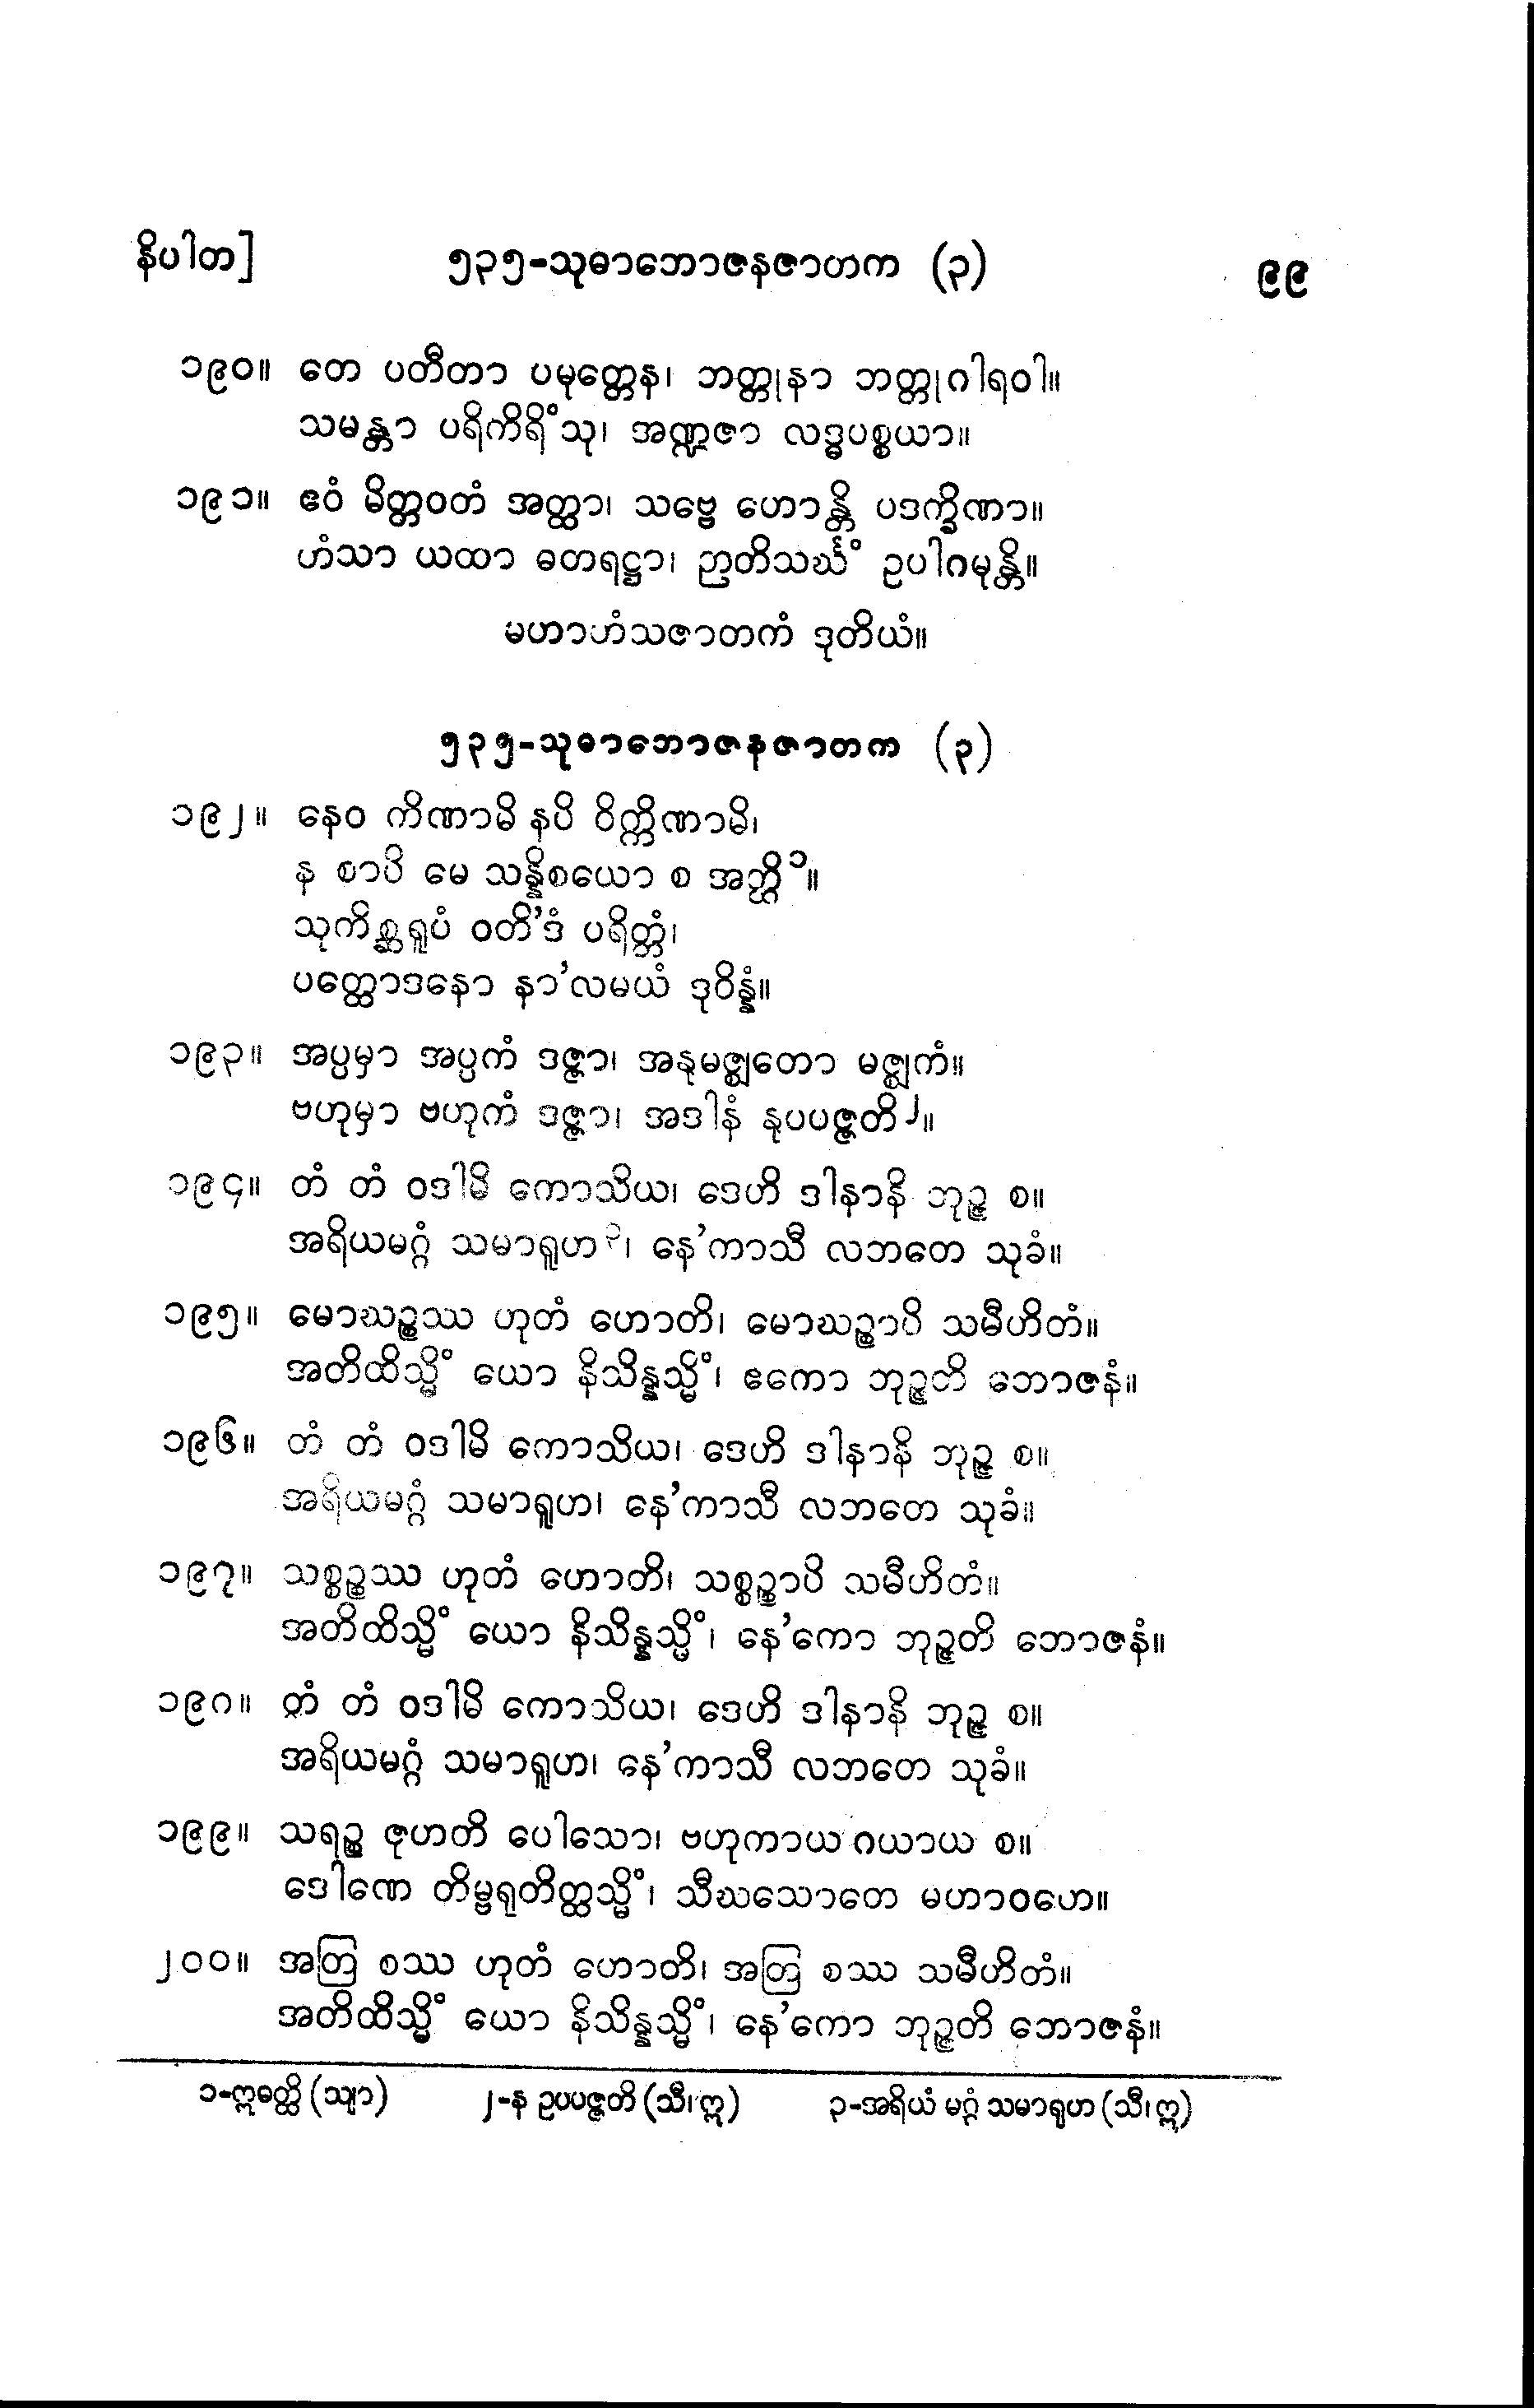 နိပါတ] ၅၃၅-သုဓာဘောဇနဇာတက (၃) ၉၉
၁၉၀။ တေ ပတီတာ ပမုတ္တေန၊ ဘတ္တုနာ ဘတ္တုဂါရဝါ။
သမန္တာ ပရိကိရိံသု၊ အဏ္ဍဇာ လဒ္ဓပစ္စယာ။
၁၉၁။ ဧဝံ မိတ္တဝတံ အတ္ထာ၊ သဗ္ဗေ ဟောန္တိ ပဒက္ခိဏာ။
ဟံသာ ယထာ ဓတရဋ္ဌာ၊ ဉာတိသင်္ဃံ ဥပါဂမုန္တိ။
မဟာဟံသဇာတကံ ဒုတိယံ။
၅၃၅-သုဓာဘောဇနဇာတက (၃)
၁၉၂။ နေဝ ကိဏာမိ နပိ ဝိက္ကိဏာမိ၊
န စာပိ မေ သန္နိစယော စ အတ္ထိ၁။
သုကိစ္ဆရူပံ ဝတိ'ဒံ ပရိတ္တံ၊
ပတ္ထောဒနော နာ'လမယံ ဒုဝိန္နံ။
၁၉၃။ အပ္ပမှာ အပ္ပကံ ဒဇ္ဇာ၊ အနုမဇ္ဈတော မဇ္ဈကံ။
ဗဟုမှာ ဗဟုကံ ဒဇ္ဇာ၊ အဒါနံ နုပပဇ္ဇတိ၂။
၁၉၄။ တံ တံ ဝဒါမိ ကောသိယ၊ ဒေဟိ ဒါနာနိ ဘုဉ္ဇ စ။
အရိယမဂ္ဂံ သမာရူဟ၃၊ နေ'ကာသီ လဘတေ သုခံ။
၁၉၅။ မောဃဉ္စဿ ဟုတံ ဟောတိ၊ မောဃဉ္စာပိ သမီဟိတံ။
အတိထိသ္မိံ ယော နိသိန္နသ္မိံ၊ ဧကော ဘုဉ္ဇတိ ဘောဇနံ။
၁၉၆။ တံ တံ ဝဒါမိ ကောသိယ၊ ဒေဟိ ဒါနာနိ ဘုဉ္ဇ စ။
အရိယမဂ္ဂံ သမာရူဟ၊ နေ'ကာသီ လဘတေ သုခံ။
၁၉၇။ သစ္စဉ္စဿ ဟုတံ ဟောတိ၊ သစ္စဉ္စာပိ သမီဟိတံ။
အတိထိသ္မိံ ယော နိသိန္နသ္မိံ၊ နေ'ကော ဘုဉ္ဇတိ ဘောဇနံ။
၁၉၈။ တံ တံ ဝဒါမိ ကောသိယ၊ ဒေဟိ ဒါနာနိ ဘုဉ္ဇ စ။
အရိယမဂ္ဂံ သမာရူဟ၊ နေ'ကာသီ လဘတေ သုခံ။
၁၉၉။ သရဉ္စ ဇုဟတိ ပေါသော၊ ဗဟုကာယ ဂယာယ စ။
ဒေါဏေ တိမ္ဗရုတိတ္ထသ္မိံ၊ သီဃသောတေ မဟာဝဟေ။
၂၀၀။ အတြ စဿ ဟုတံ ဟောတိ၊ အတြ စဿ သမီဟိတံ။
အတိထိသ္မိံ ယော နိသိန္နသ္မိံ၊ နေ'ကော ဘုဉ္ဇတိ ဘောဇနံ။
၁-ဣဓတ္ထိ (သျာ) ၂-န ဥပပဇ္ဇတိ (သီ၊ ဣ) ၃-အရိယံ မဂ္ဂံ သမာရုဟ (သီ၊ ဣ)